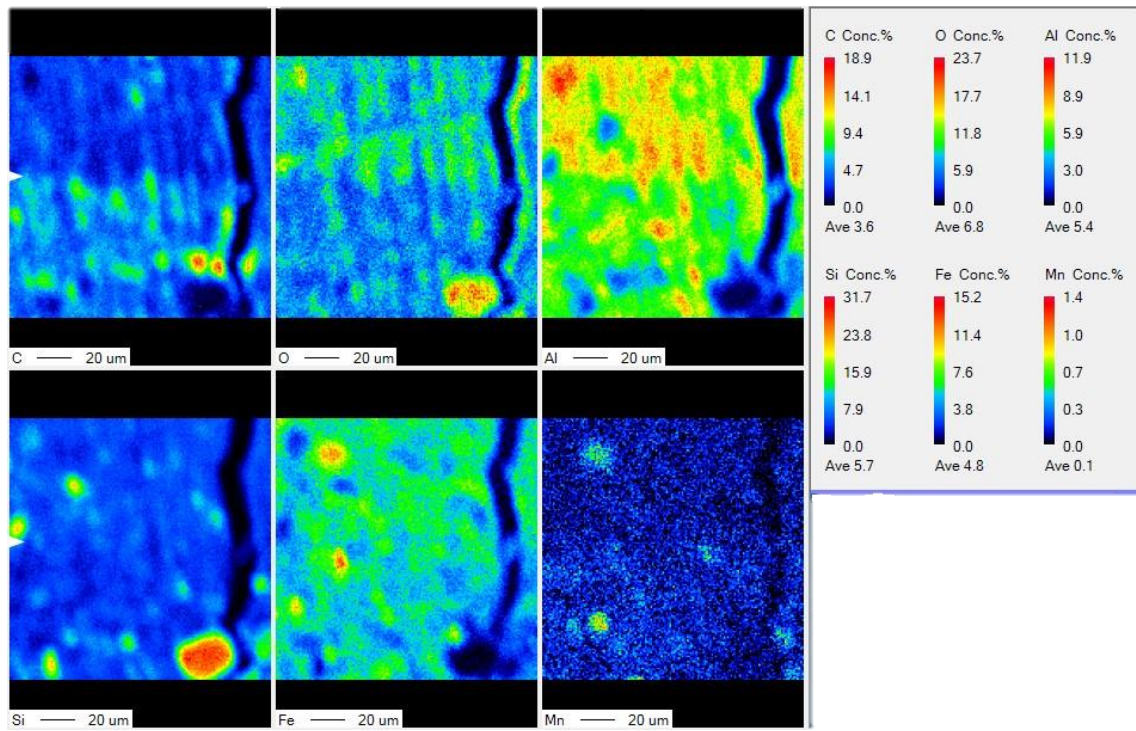 C 20 um
O 20 um
Al 20 um
Si 20 um
Fe 20 um
Mn 20 um
C Conc.% O Conc.% Al Conc.%
18.9 23.7 11.9
14.1 17.7 8.9
9.4 11.8 5.9
4.7 5.9 3.0
0.0 0.0 0.0
Ave 3.6 Ave 6.8 Ave 5.4
Si Conc.% Fe Conc.% Mn Conc.%
31.7 15.2 1.4
23.8 11.4 1.0
15.9 7.6 0.7
7.9 3.8 0.3
0.0 0.0 0.0
Ave 5.7 Ave 4.8 Ave 0.1